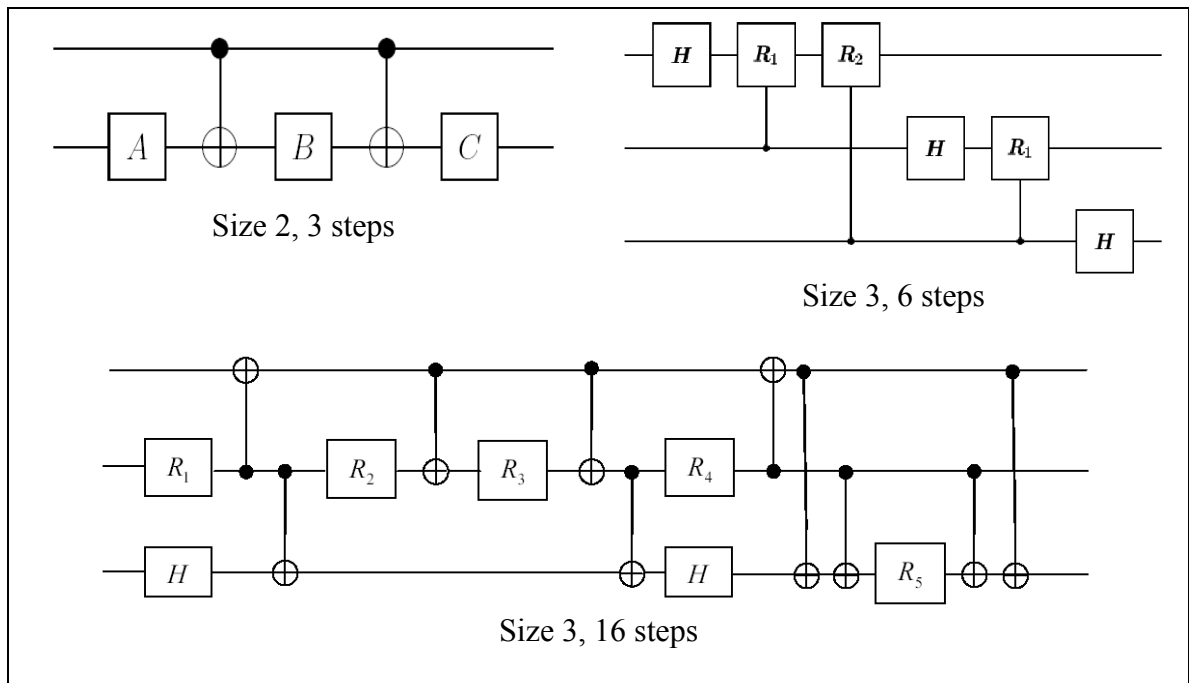 A B C
Size 2, 3 steps
H R₁ R₂
H R₁
H
Size 3, 6 steps
R₁ R₂ R₃ R₄
H H R₅
Size 3, 16 steps